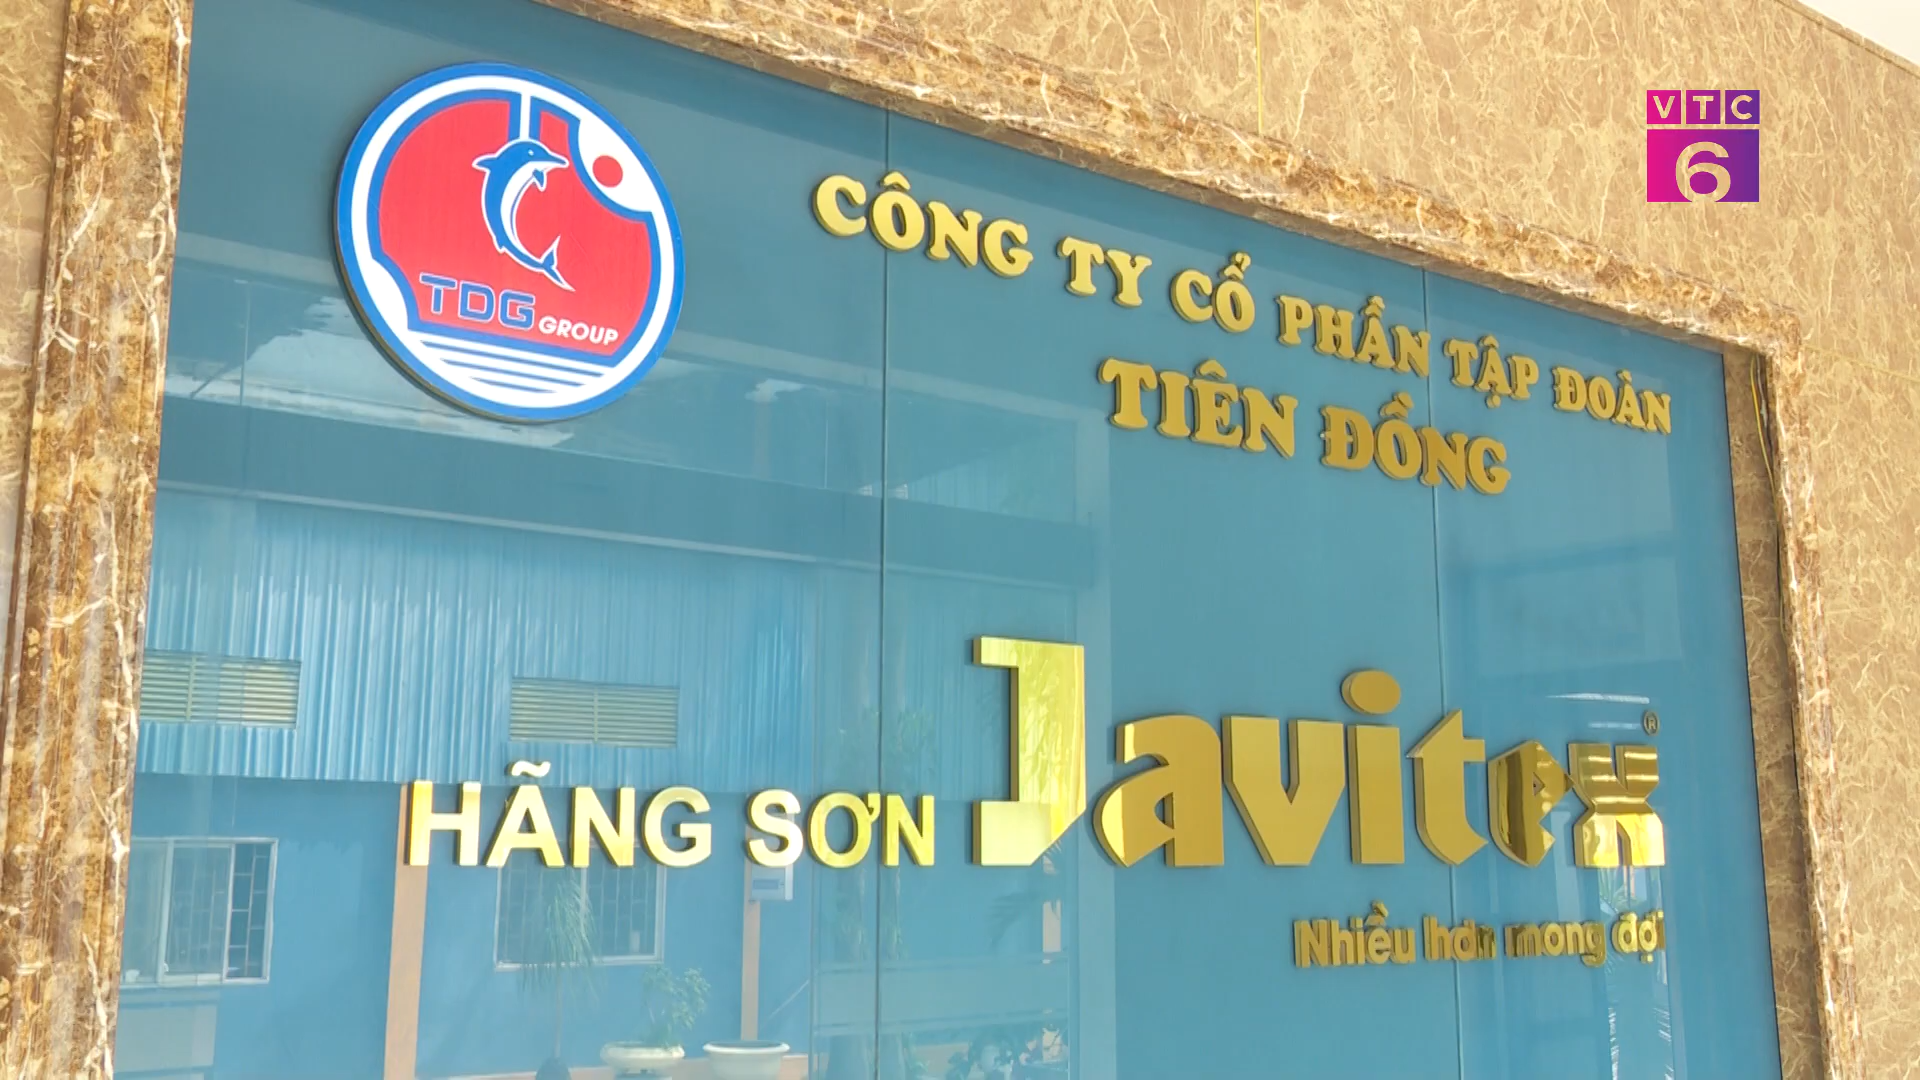 VTC
6
TDG GROUP
CÔNG TY CỔ PHẦN TẬP ĐOÀN
TIÊN ĐỒNG
HÃNG SƠN Javitex ®
Nhiều hơn mong đợi